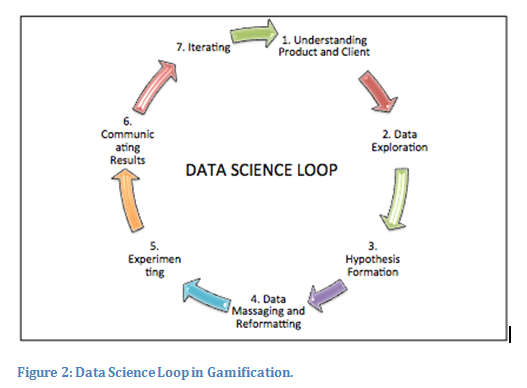 7. Iterating
1. Understanding
Product and Client
2. Data
Exploration
3.
Hypothesis
Formation
4. Data
Massaging and
Reformatting
5.
Experimen
ting
6.
Communic
ating
Results
DATA SCIENCE LOOP
Figure 2: Data Science Loop in Gamification.